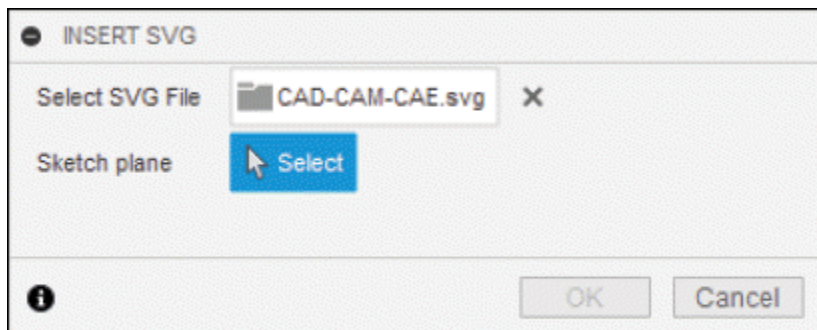 INSERT SVG
Select SVG File CAD-CAM-CAE.svg
Sketch plane Select
OK Cancel